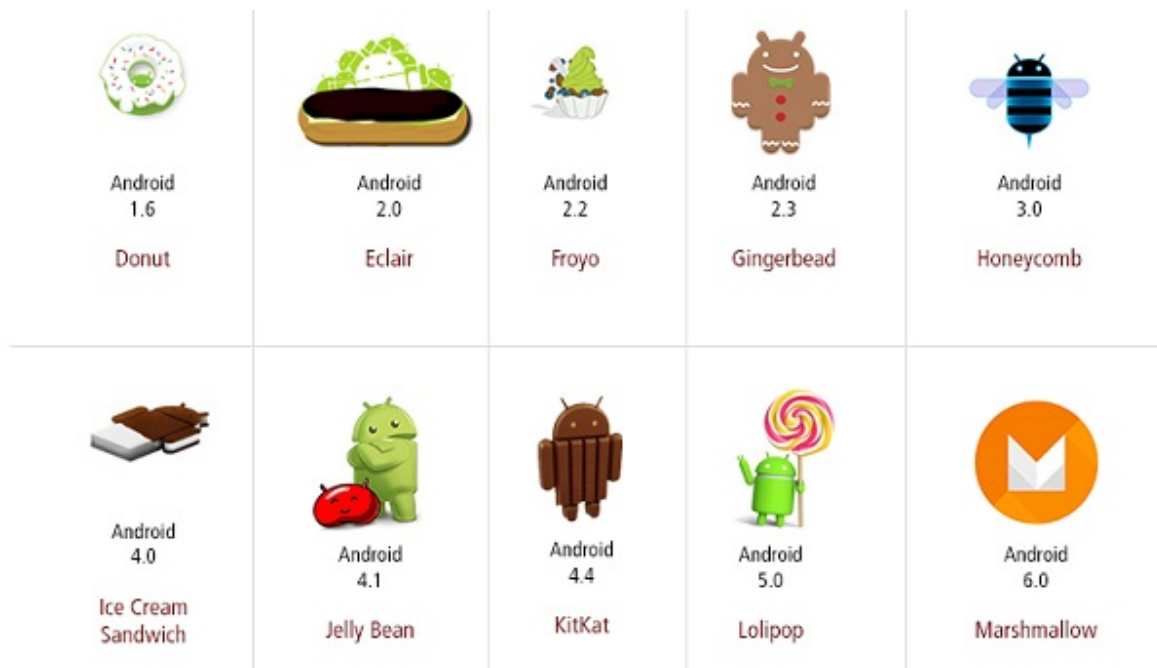 Android
1.6
Donut
Android
2.0
Eclair
Android
2.2
Froyo
Android
2.3
Gingerbead
Android
3.0
Honeycomb
Android
4.0
Ice Cream
Sandwich
Android
4.1
Jelly Bean
Android
4.4
KitKat
Android
5.0
Lolipop
Android
6.0
Marshmallow